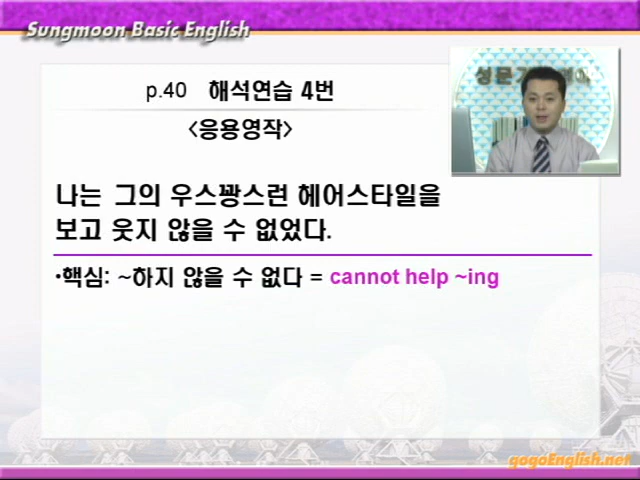 Sungmoon Basic English
p.40 해석연습 4번
<응용영작>
나는 그의 우스꽝스런 헤어스타일을
보고 웃지 않을 수 없었다.
•핵심: ~하지 않을 수 없다 = cannot help ~ing
gogoEnglish.net